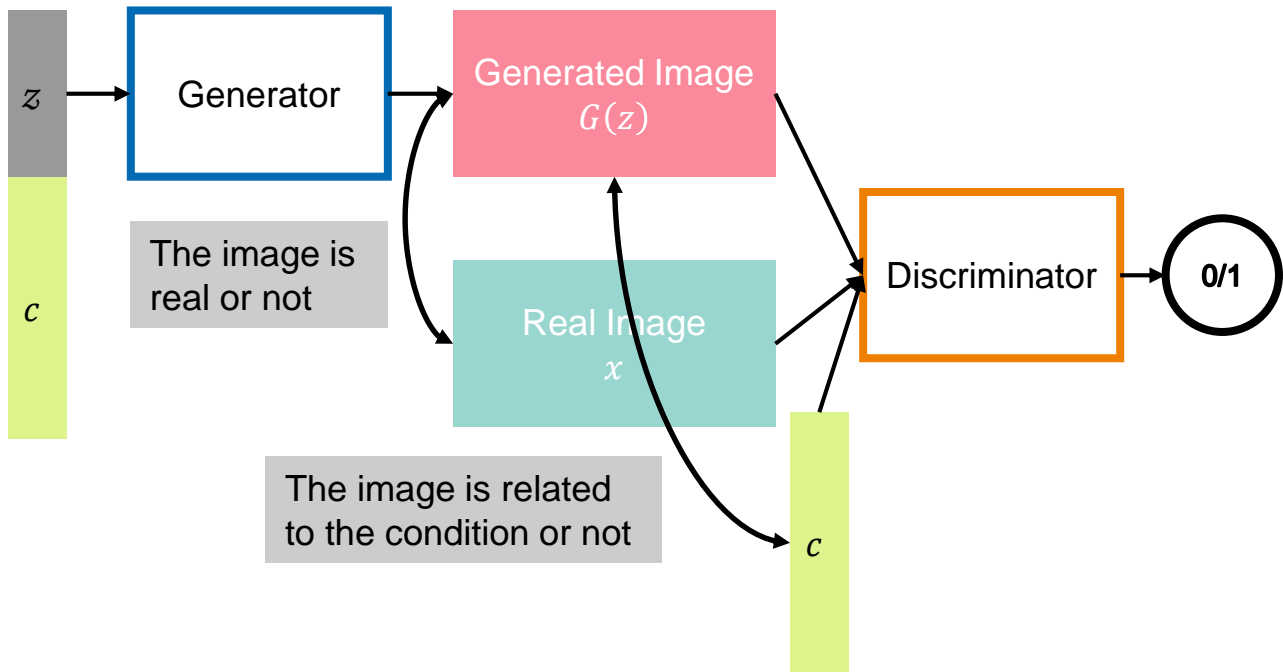 z
c
Generator
Generated Image
G(z)
The image is
real or not
Real Image
x
Discriminator
0/1
The image is related
to the condition or not
c